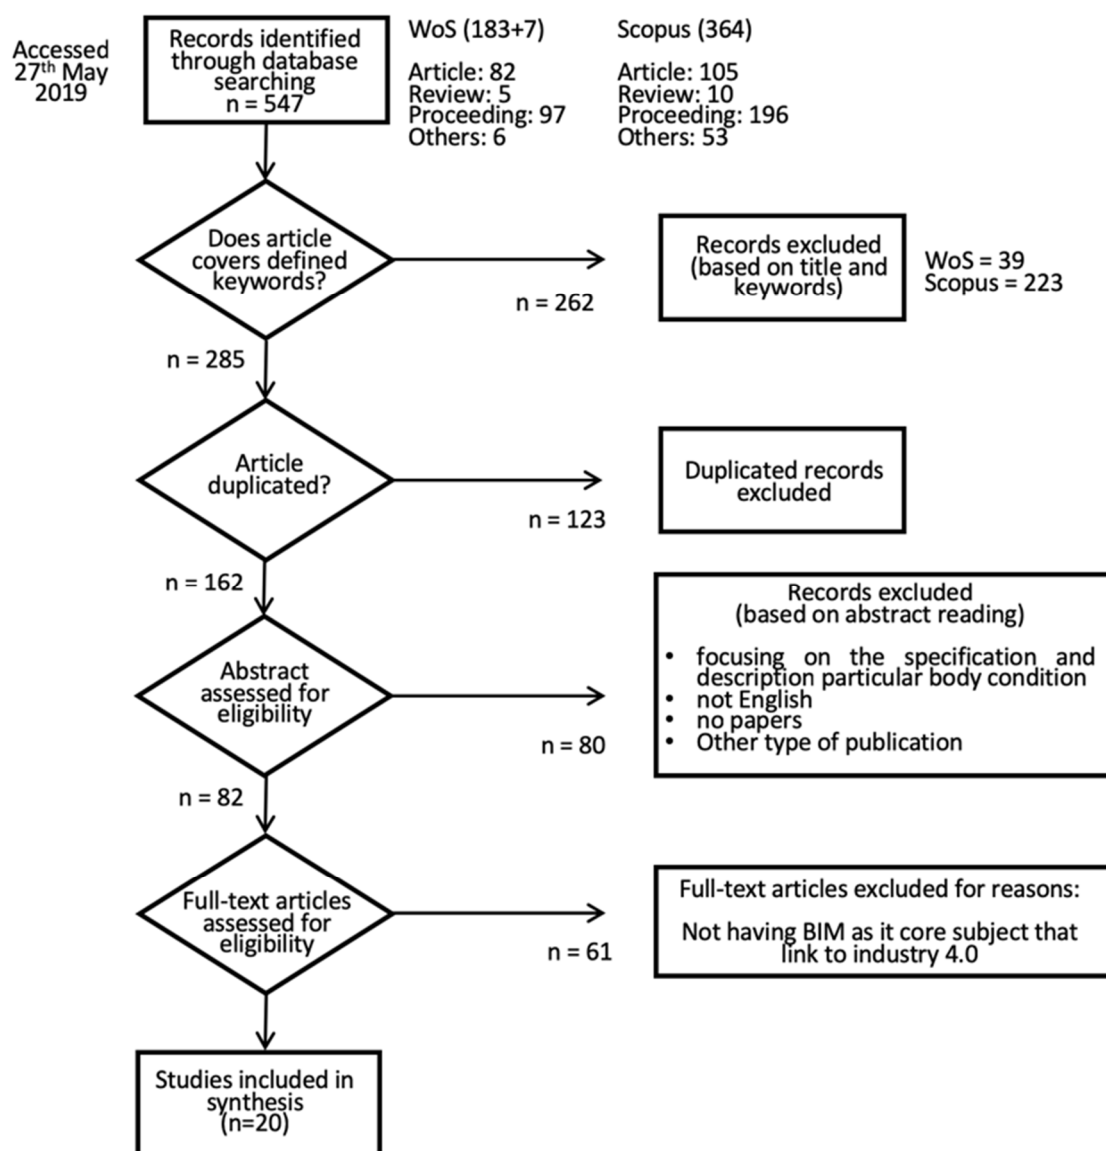 Accessed
27th May
2019
Records identified
through database
searching
n = 547
WoS (183+7)
Article: 82
Review: 5
Proceeding: 97
Others: 6
Scopus (364)
Article: 105
Review: 10
Proceeding: 196
Others: 53
Does article
covers defined
keywords?
n = 262
Records excluded
(based on title and
keywords)
WoS = 39
Scopus = 223
n = 285
Article
duplicated?
n = 123
Duplicated records
excluded
n = 162
Abstract
assessed for
eligibility
n = 80
Records excluded
(based on abstract reading)
• focusing on the specification and
description particular body condition
• not English
• no papers
• Other type of publication
n = 82
Full-text articles
assessed for
eligibility
n = 61
Full-text articles excluded for reasons:
Not having BIM as it core subject that
link to industry 4.0
Studies included in
synthesis
(n=20)